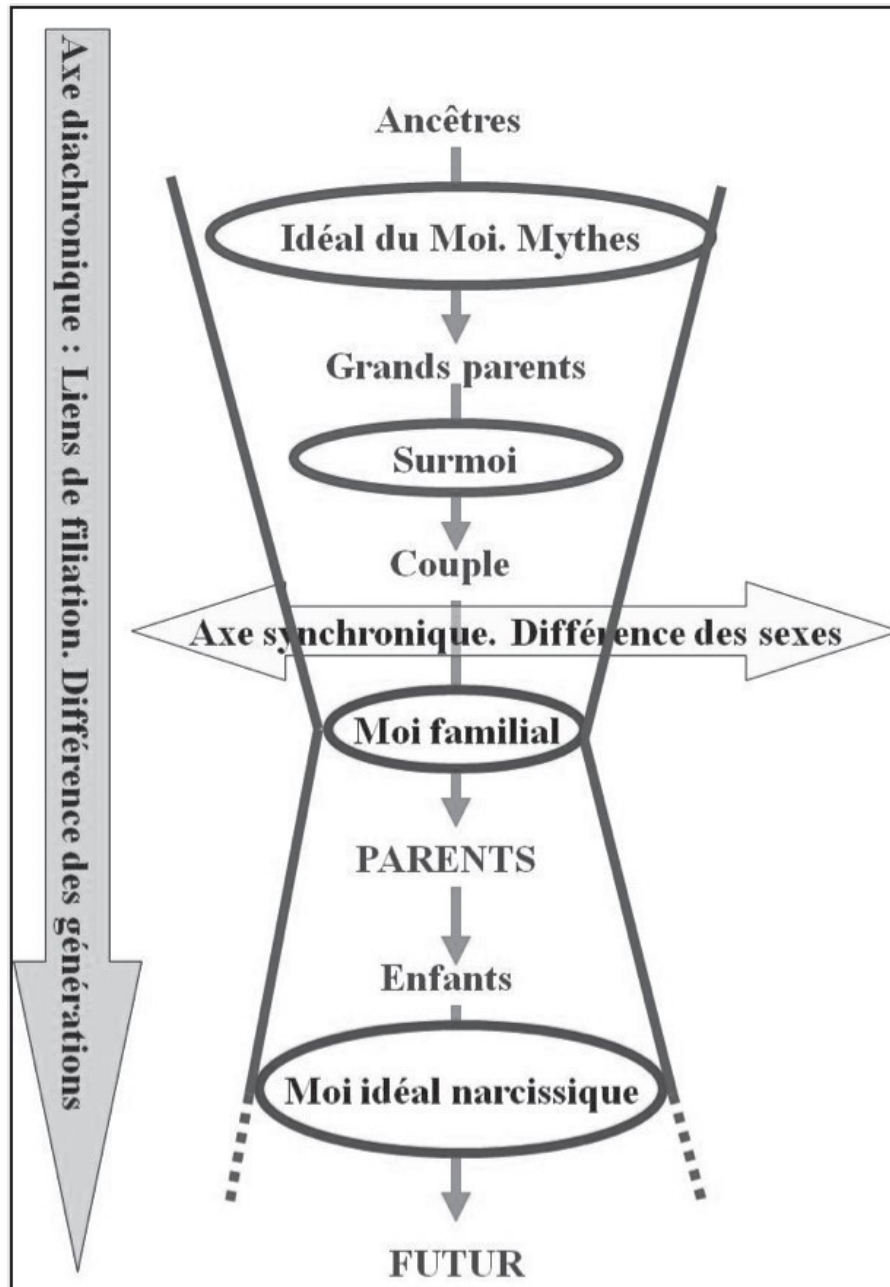 Axe diachronique : Liens de filiation. Différence des générations
Ancêtres
Idéal du Moi. Mythes
Grands parents
Surmoi
Couple
Axe synchronique. Différence des sexes
Moi familial
PARENTS
Enfants
Moi idéal narcissique
FUTUR